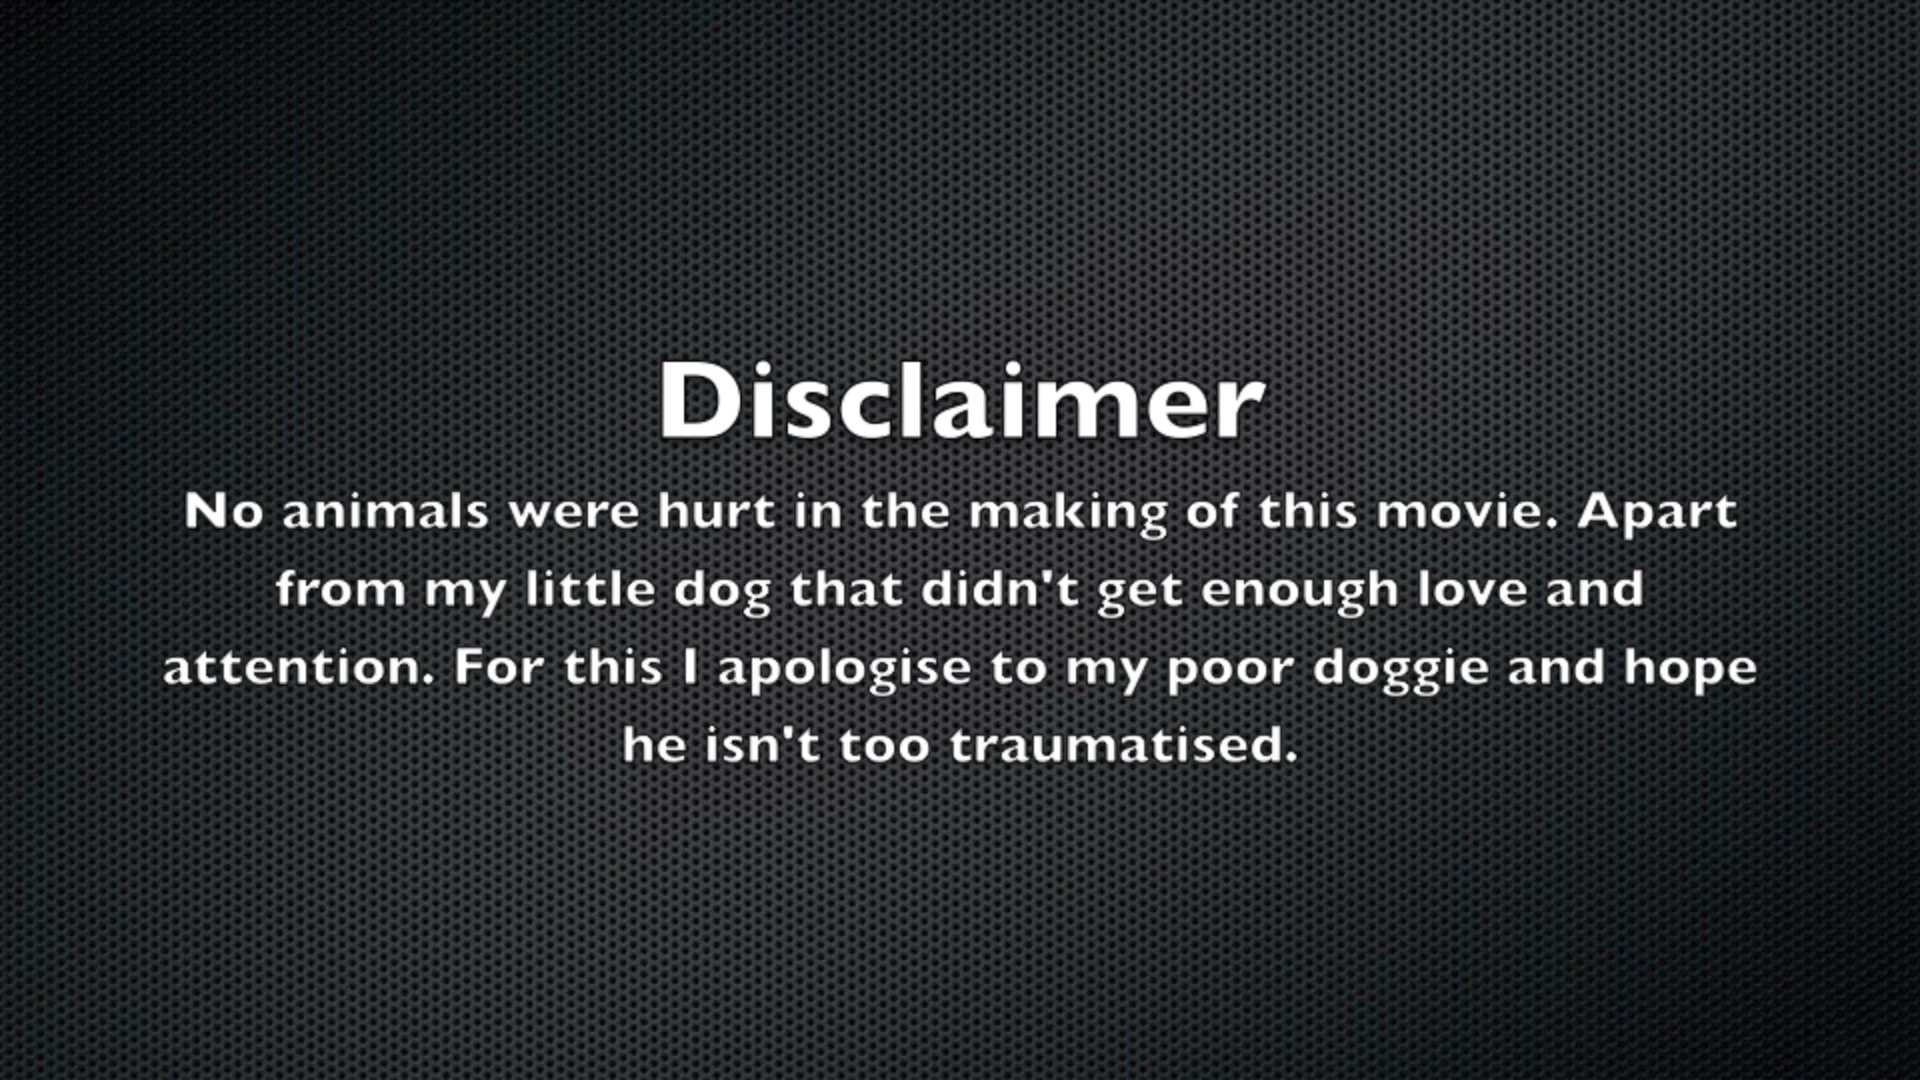 Disclaimer
No animals were hurt in the making of this movie. Apart
from my little dog that didn't get enough love and
attention. For this I apologise to my poor doggie and hope
he isn't too traumatised.